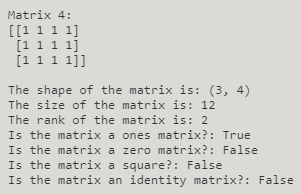 Matrix 4:
[[1 1 1 1]
 [1 1 1 1]
 [1 1 1 1]]

The shape of the matrix is: (3, 4)
The size of the matrix is: 12
The rank of the matrix is: 2
Is the matrix a ones matrix?: True
Is the matrix a zero matrix?: False
Is the matrix a square?: False
Is the matrix an identity matrix?: False